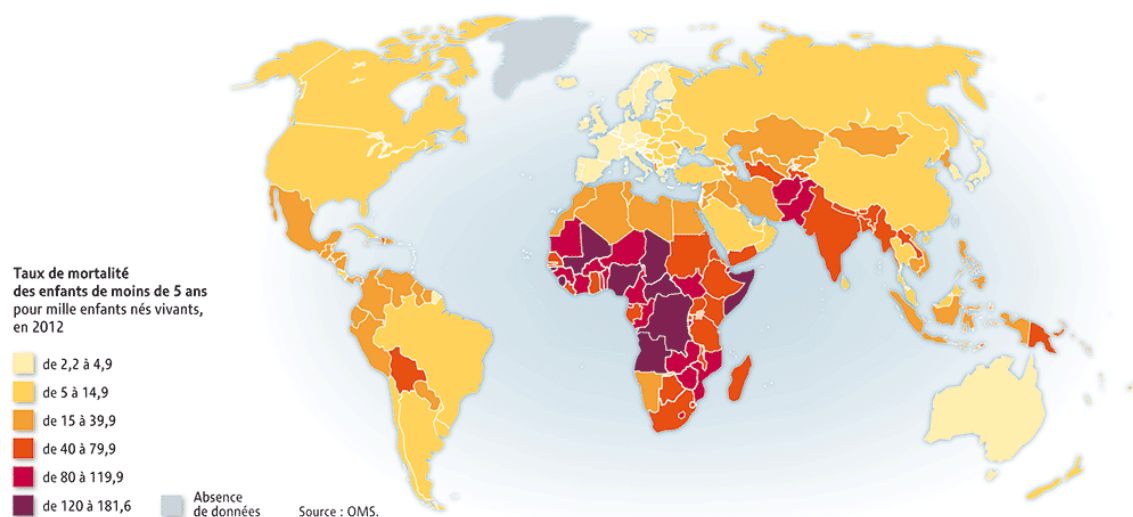 Taux de mortalité
des enfants de moins de 5 ans
pour mille enfants nés vivants,
en 2012
de 2,2 à 4,9
de 5 à 14,9
de 15 à 39,9
de 40 à 79,9
de 80 à 119,9
de 120 à 181,6
Absence
de données
Source : OMS.